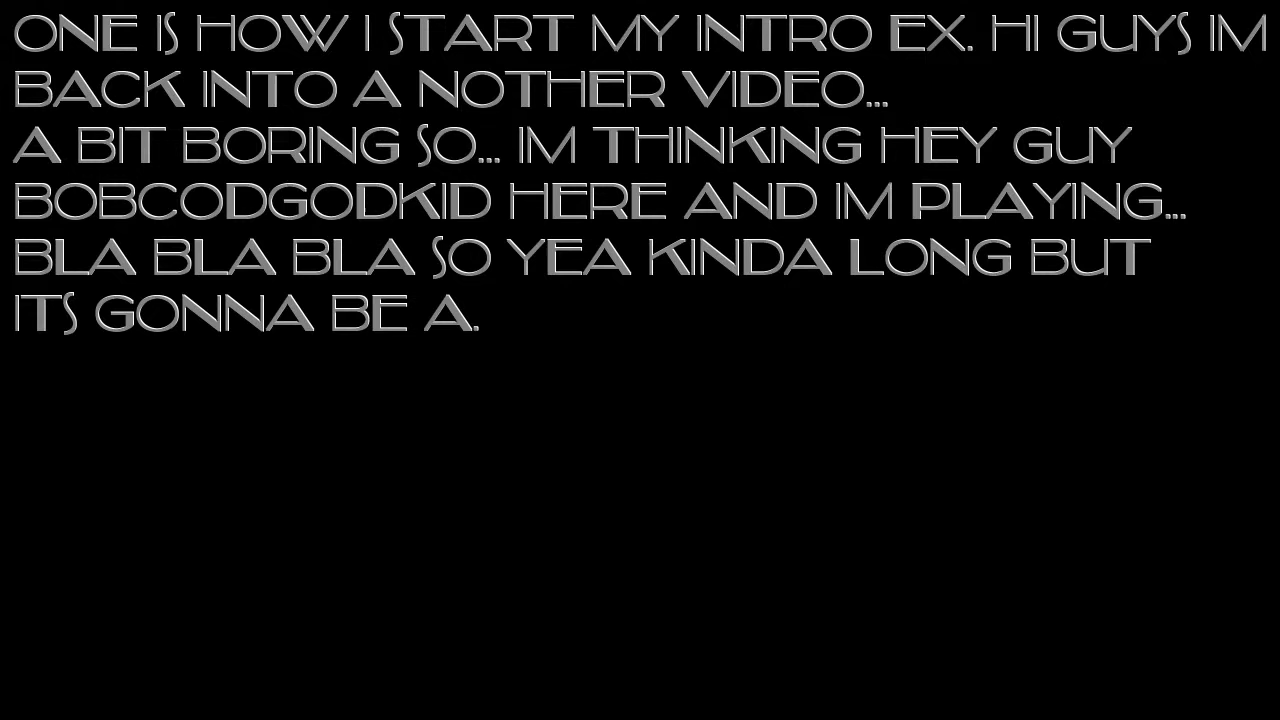 ONE IS HOW I START MY INTRO EX. HI GUYS IM
BACK INTO A NOTHER VIDEO...
A BIT BORING SO... IM THINKING HEY GUY
BOBCODGODKID HERE AND IM PLAYING...
BLA BLA BLA SO YEA KINDA LONG BUT
ITS GONNA BE A.